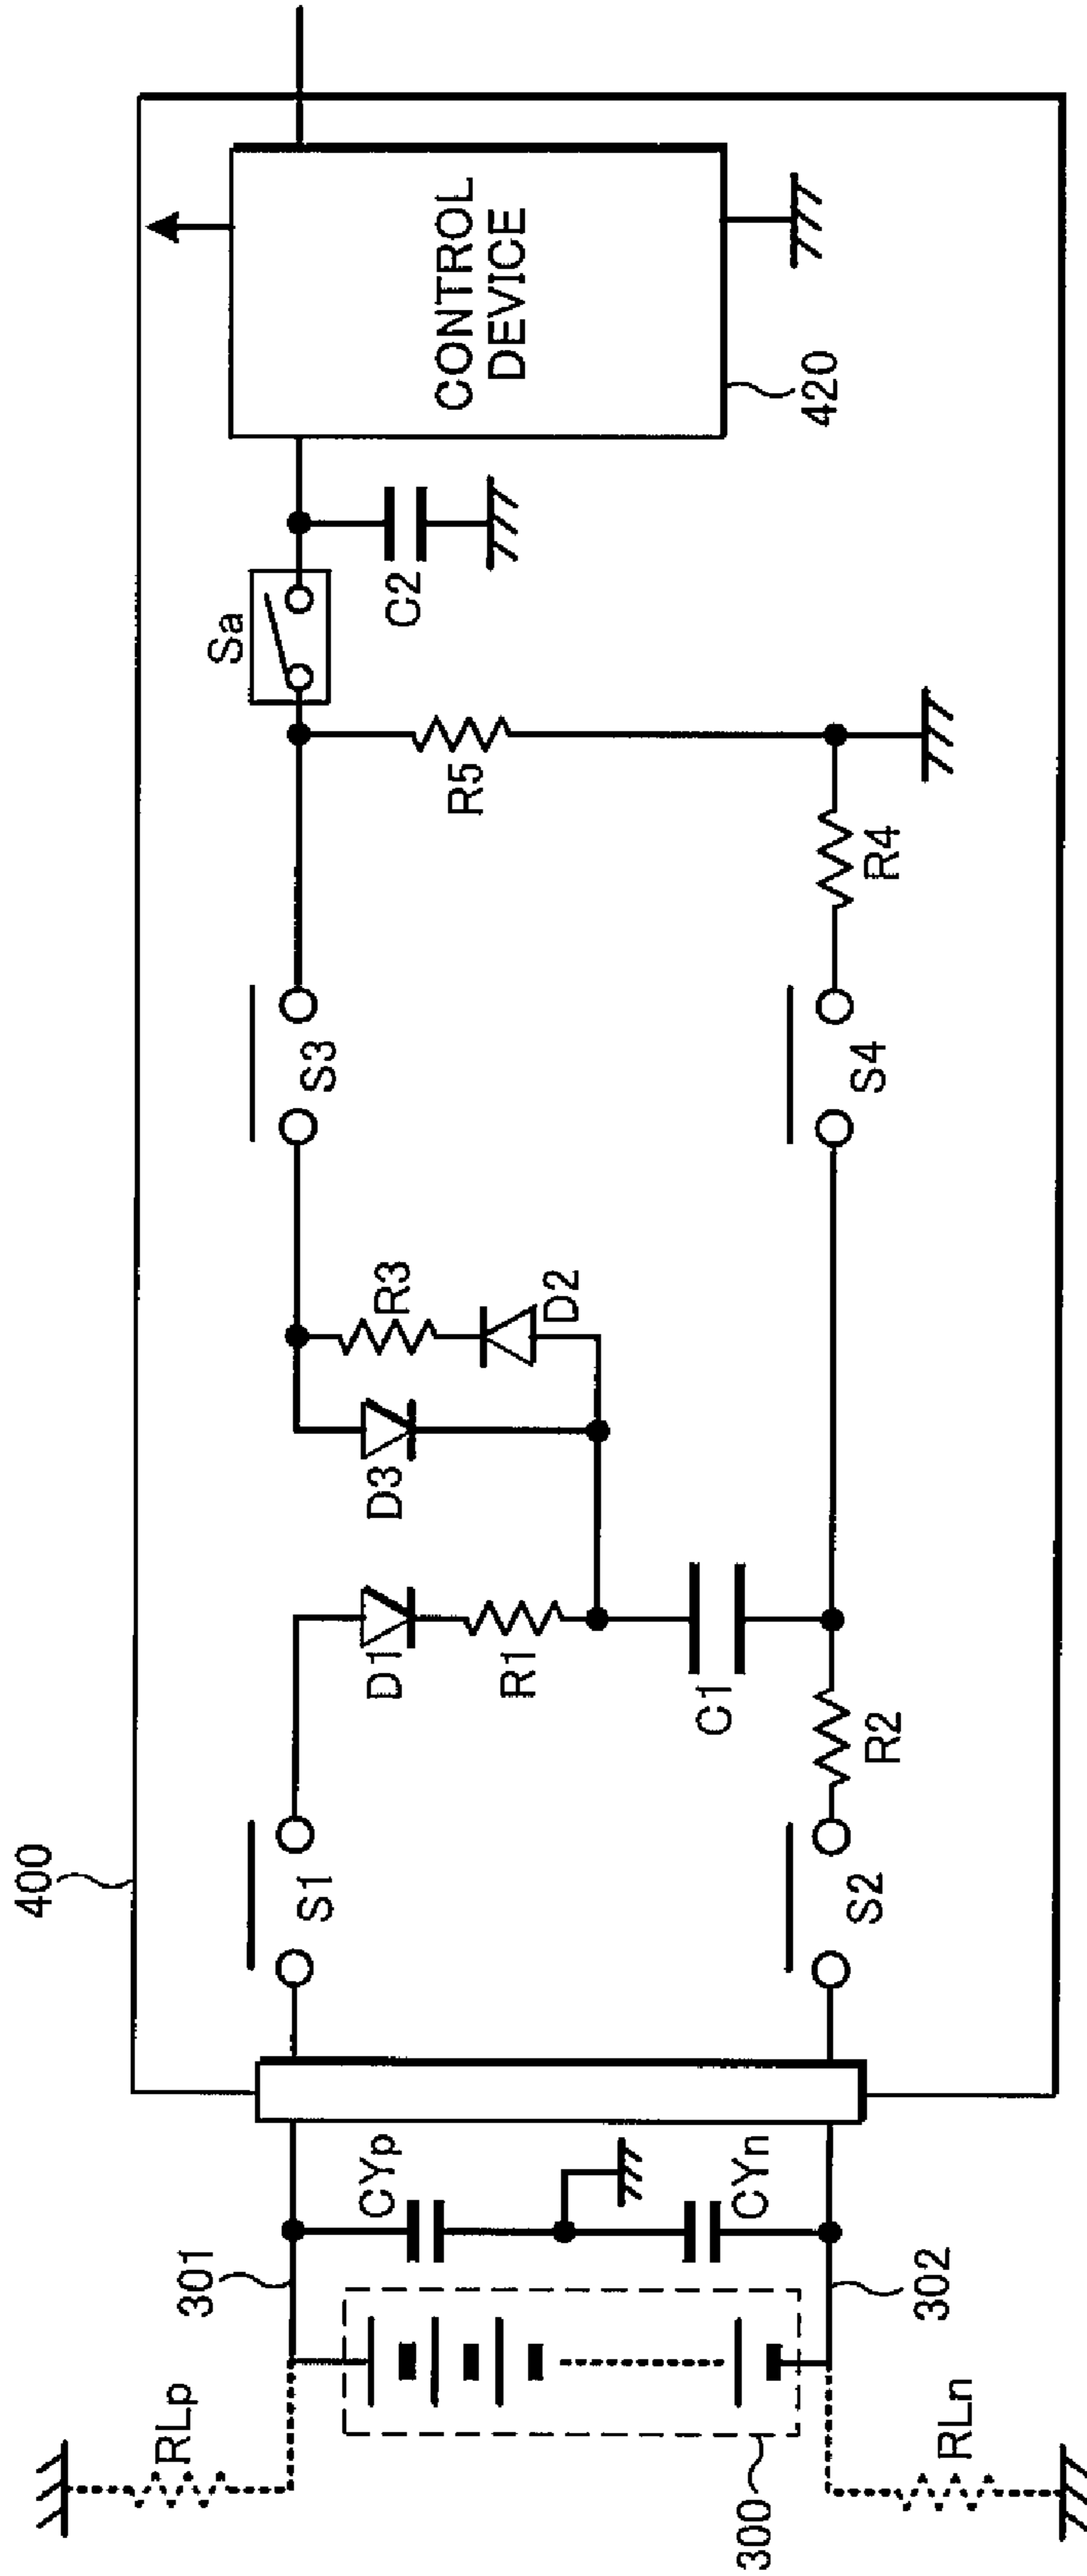 400
301
RLp
CYp
S1
D1
R1
D3
R3
D2
S3
Sa
R5
C2
CONTROL
DEVICE
420
C1
300
RLn
302
CYn
S2
R2
S4
R4